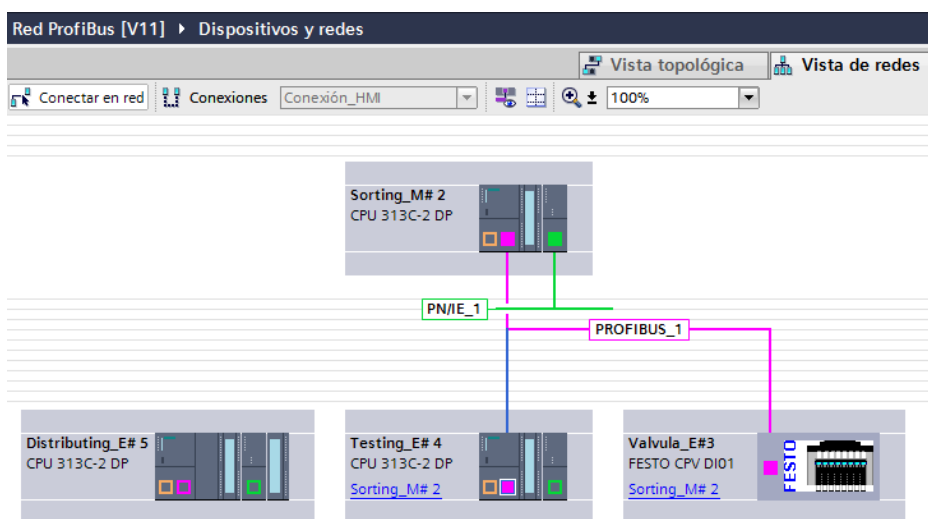 Red ProfiBus [V11] ▸ Dispositivos y redes
Vista topológica Vista de redes
Conectar en red Conexiones Conexión_HMI 100%
Sorting_M# 2
CPU 313C-2 DP
PN/IE_1
PROFIBUS_1
Distributing_E# 5
CPU 313C-2 DP
Testing_E# 4
CPU 313C-2 DP
Sorting_M# 2
Valvula_E#3
FESTO CPV DI01
Sorting_M# 2
FESTO